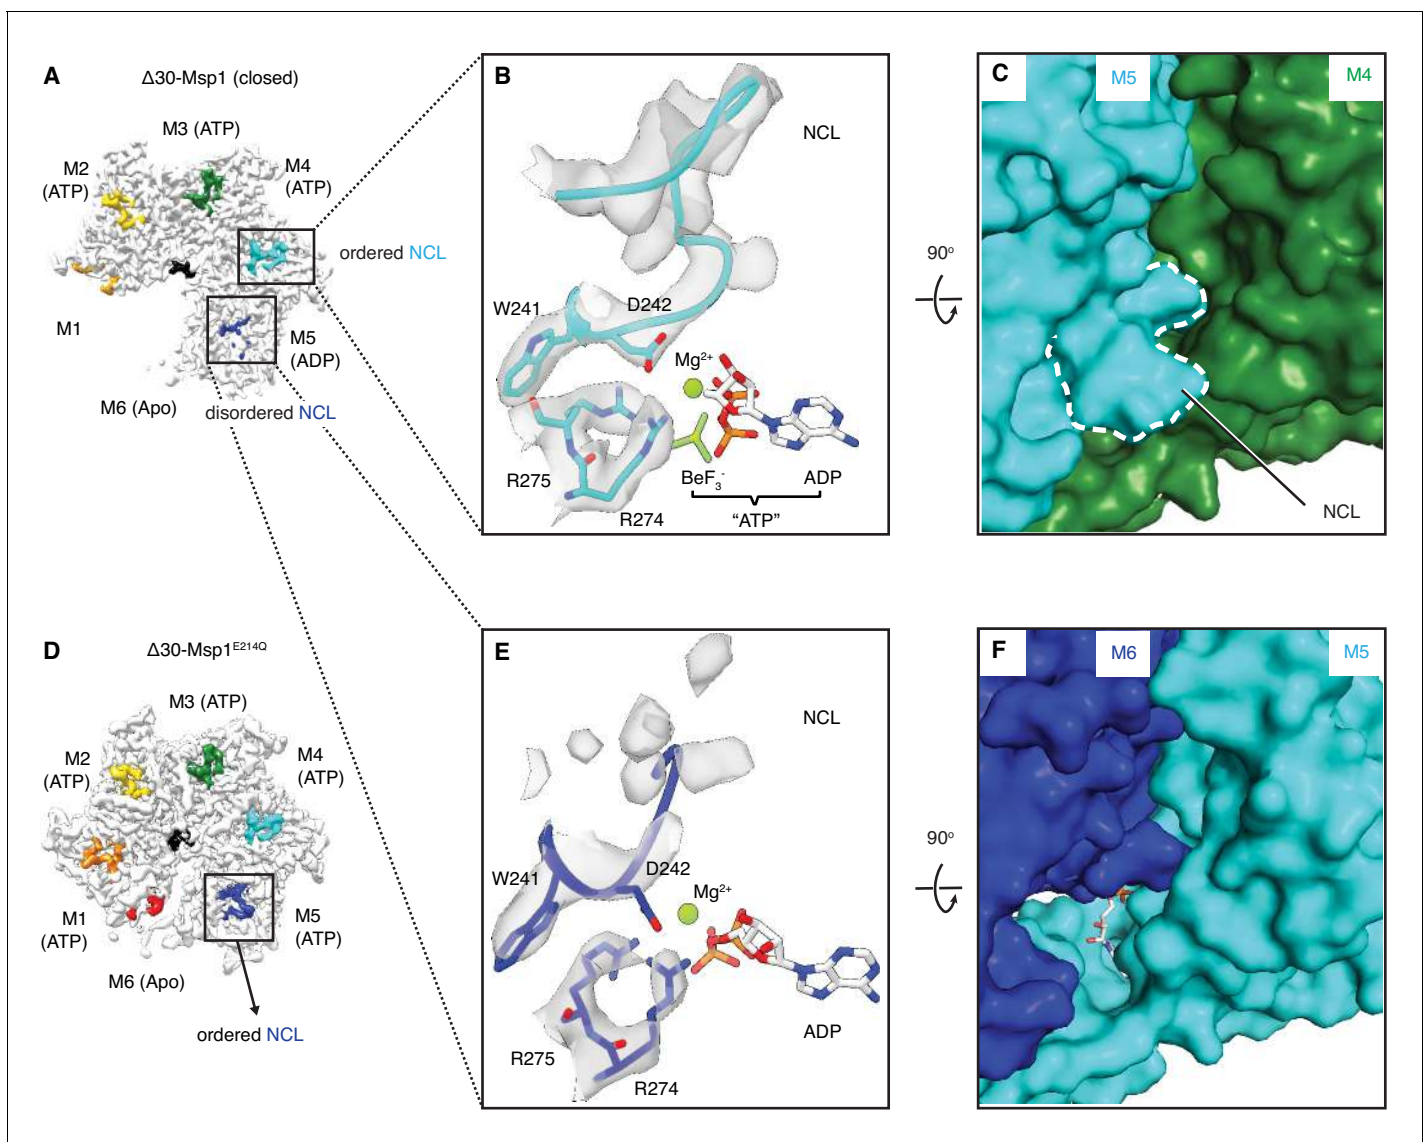 A
Δ30-Msp1 (closed)
M3 (ATP)
M2
(ATP)
M4
(ATP)
ordered NCL
M1
M5
(ADP)
M6 (Apo)
disordered NCL
B
NCL
W241
D242
Mg2+
R275
BeF3-
ADP
R274
“ATP”
90o
C
M5
M4
NCL
D
Δ30-Msp1E214Q
M3 (ATP)
M2
(ATP)
M4
(ATP)
M1
(ATP)
M5
(ATP)
M6 (Apo)
ordered NCL
E
NCL
W241
D242
Mg2+
R275
ADP
R274
90o
F
M6
M5